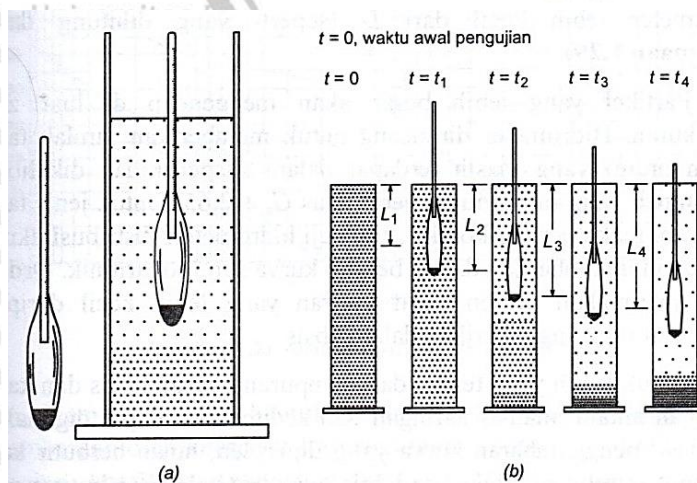 t = 0, waktu awal pengujian
t = 0 t = t₁ t = t₂ t = t₃ t = t₄
L₁ L₂ L₃ L₄
(a) (b)